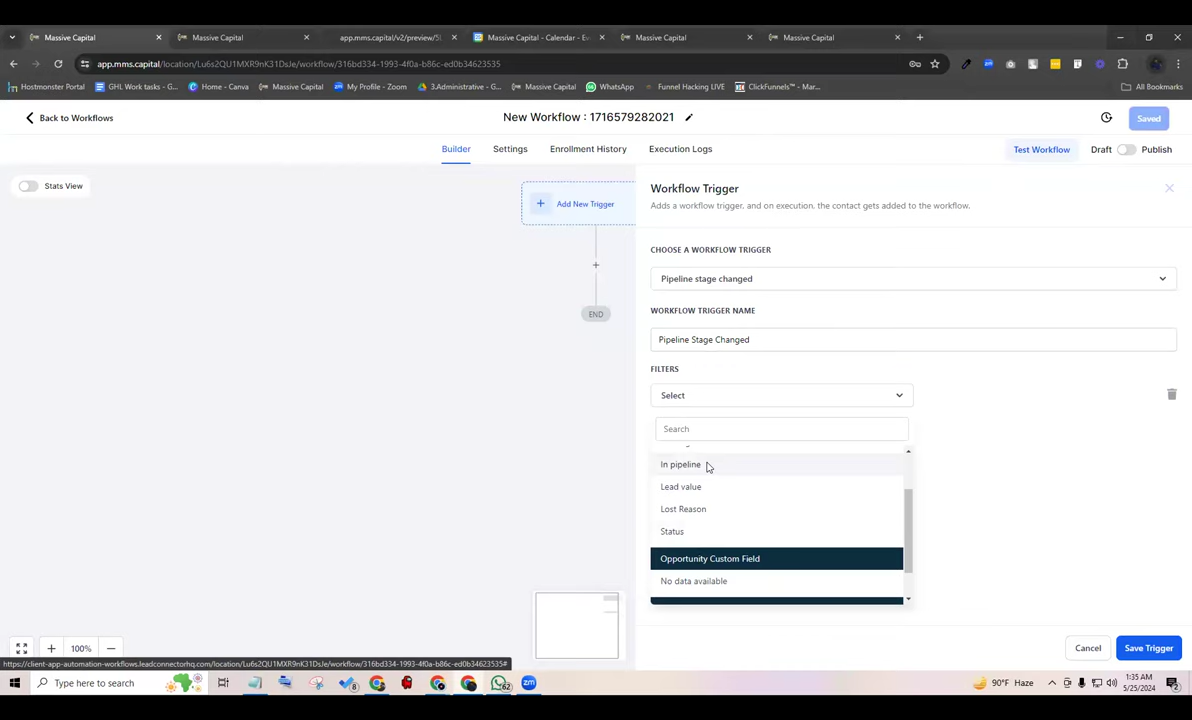 Massive Capital
Massive Capital
app.mms.capital/v2/preview/5
Massive Capital - Calendar - Ev
Massive Capital
Massive Capital
app.mms.capital/location/Lu6s2QU1MXR9nK31DsJe/workflow/316bd334-1993-4f0a-b86c-ed0b34623535
Hostmonster Portal
GHL Work tasks - G...
Home - Canva
Massive Capital
My Profile - Zoom
3.Administrative - G...
Massive Capital
WhatsApp
Funnel Hacking LIVE
ClickFunnels™ - Mar...
All Bookmarks
Back to Workflows
New Workflow : 1716579282021
Saved
Builder
Settings
Enrollment History
Execution Logs
Test Workflow
Draft
Publish
Stats View
Add New Trigger
END
Workflow Trigger
Adds a workflow trigger, and on execution, the contact gets added to the workflow.
CHOOSE A WORKFLOW TRIGGER
Pipeline stage changed
WORKFLOW TRIGGER NAME
Pipeline Stage Changed
FILTERS
Select
Search
In pipeline
Lead value
Lost Reason
Status
Opportunity Custom Field
No data available
100%
Cancel
Save Trigger
https://client-app-automation-workflows.leadconnectorhq.com/location/Lu6s2QU1MXR9nK31DsJe/workflow/316bd334-1993-4f0a-b86c-ed0b34623535#
Type here to search
8
62
90°F Haze
1:35 AM
5/25/2024
2